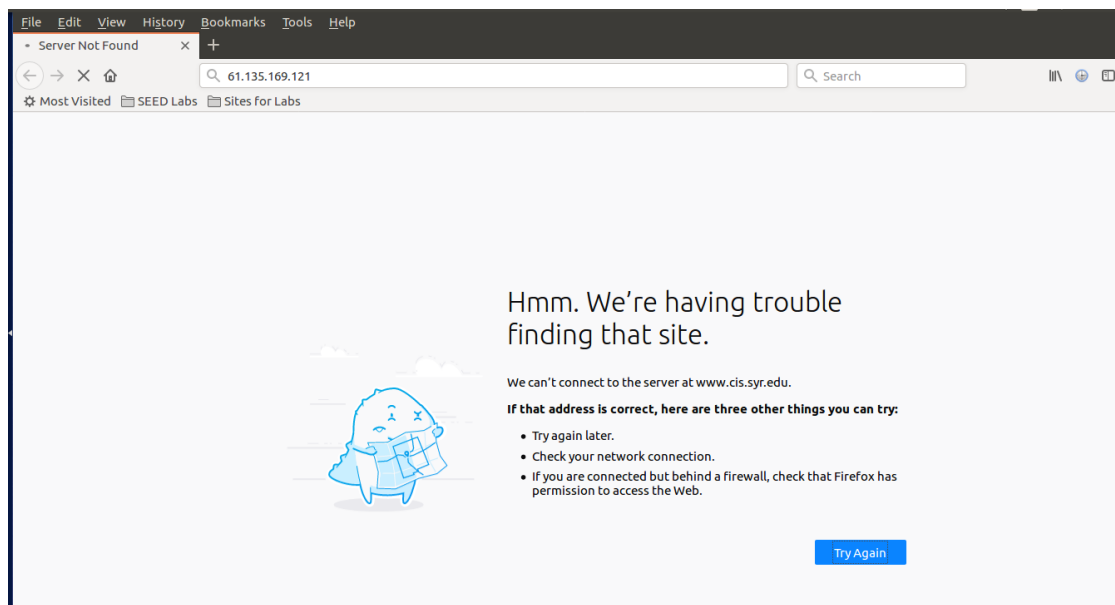 File Edit View History Bookmarks Tools Help
Server Not Found
61.135.169.121 Search
Most Visited SEED Labs Sites for Labs
Hmm. We're having trouble
finding that site.
We can't connect to the server at www.cis.syr.edu.
If that address is correct, here are three other things you can try:
• Try again later.
• Check your network connection.
• If you are connected but behind a firewall, check that Firefox has
permission to access the Web.
Try Again